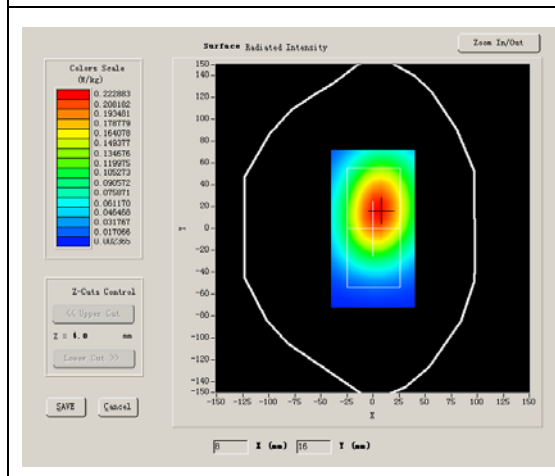 Surface Radiated Intensity
Zoom In/Out
Colors Scale
(W/kg)
0.222883
0.208182
0.193481
0.178779
0.164078
0.149377
0.134676
0.119975
0.105273
0.090572
0.075871
0.061170
0.046468
0.031767
0.017066
0.002365
150
140
120
100
80
60
40
20
0
-20
-40
-60
-80
-100
-120
-140
-150
Y
-150 -125 -100 -75 -50 -25 0 25 50 75 100 125 150
X
Z-Cuts Control
<< Upper Cut
Z = 4.0 mm
Lower Cut >>
SAVE
Cancel
8 X (mm) 16 Y (mm)